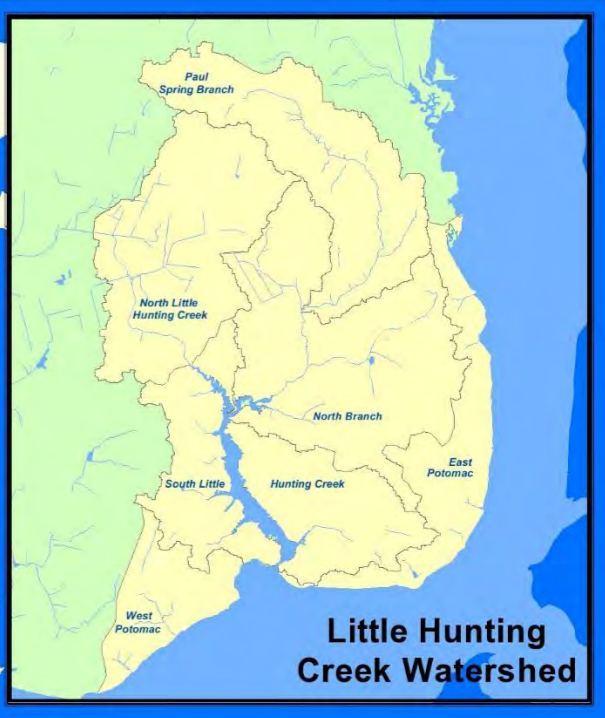 Paul
Spring Branch
North Little
Hunting Creek
North Branch
East
Potomac
South Little
Hunting Creek
West
Potomac
Little Hunting
Creek Watershed